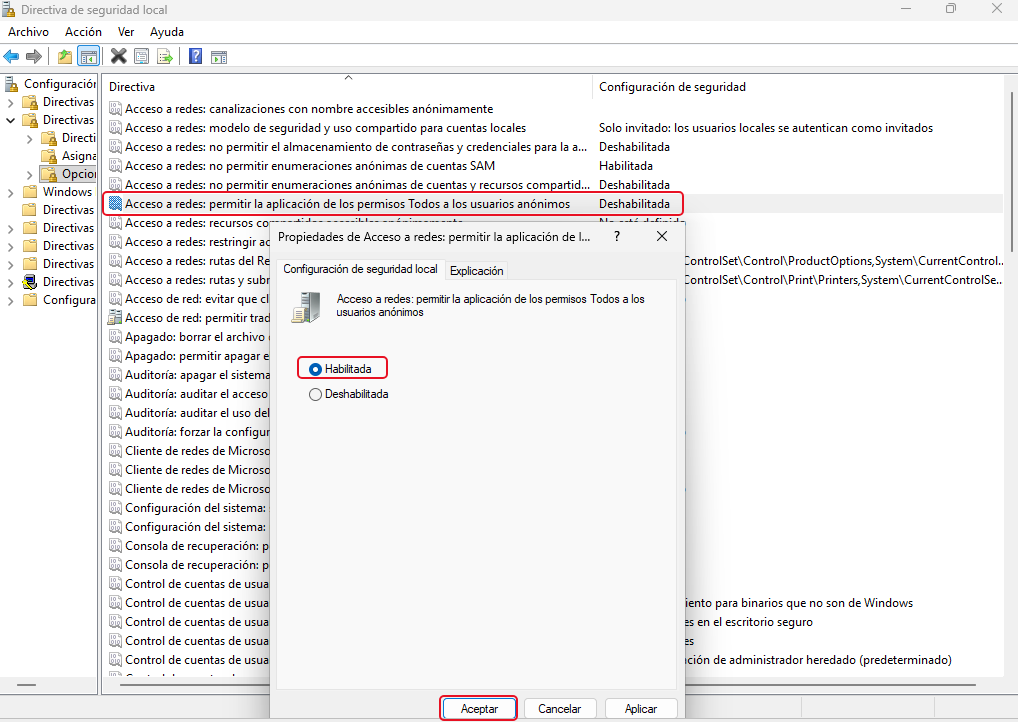 Directiva de seguridad local
Archivo Acción Ver Ayuda
Configuración
Directivas
Directivas
Directi
Asigna
Opcion
Windows
Directivas
Directivas
Directivas
Directivas
Directivas
Configura
Directiva Configuración de seguridad
Acceso a redes: canalizaciones con nombre accesibles anónimamente
Acceso a redes: modelo de seguridad y uso compartido para cuentas locales Solo invitado: los usuarios locales se autentican como invitados
Acceso a redes: no permitir el almacenamiento de contraseñas y credenciales para la a... Deshabilitada
Acceso a redes: no permitir enumeraciones anónimas de cuentas SAM Habilitada
Acceso a redes: no permitir enumeraciones anónimas de cuentas y recursos compartid... Deshabilitada
Acceso a redes: permitir la aplicación de los permisos Todos a los usuarios anónimos Deshabilitada
Acceso a redes: recursos compartidos accesibles anónimamente No está definido
Acceso a redes: restringir ac
Acceso a redes: rutas del Re ControlSet\Control\ProductOptions,System\CurrentControl...
Acceso a redes: rutas y subr ControlSet\Control\Print\Printers,System\CurrentControlSe...
Acceso de red: evitar que cl
Acceso de red: permitir trad
Apagado: borrar el archivo
Apagado: permitir apagar e
Auditoría: apagar el sistema
Auditoría: auditar el acceso
Auditoría: auditar el uso del
Auditoría: forzar la configur
Cliente de redes de Microso
Cliente de redes de Microso
Cliente de redes de Microso
Configuración del sistema:
Configuración del sistema:
Consola de recuperación: p
Consola de recuperación: p
Control de cuentas de usua
Control de cuentas de usua iento para binarios que no son de Windows
Control de cuentas de usua es en el escritorio seguro
Control de cuentas de usua es
Control de cuentas de usua ción de administrador heredado (predeterminado)
Propiedades de Acceso a redes: permitir la aplicación de l... ?
Configuración de seguridad local Explicación
Acceso a redes: permitir la aplicación de los permisos Todos a los
usuarios anónimos
Habilitada
Deshabilitada
Aceptar Cancelar Aplicar